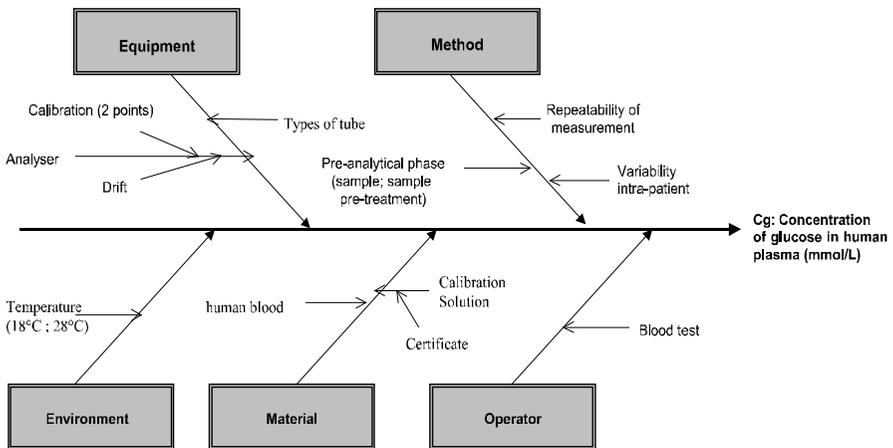 Equipment
Method
Calibration (2 points)
Types of tube
Analyser
Drift
Repeatability of
measurement
Pre-analytical phase
(sample; sample
pre-treatment)
Variability
intra-patient
Cg: Concentration
of glucose in human
plasma (mmol/L)
Temperature
(18°C ; 28°C)
human blood
Calibration
Solution
Certificate
Blood test
Environment
Material
Operator